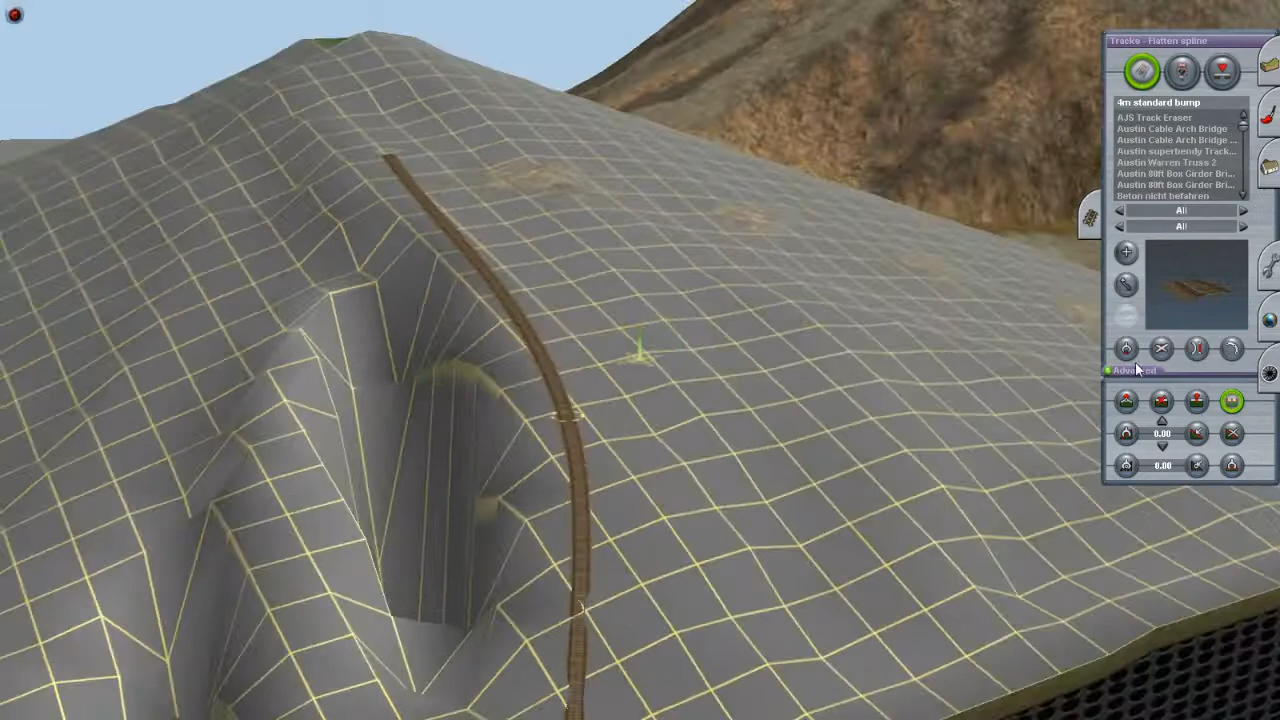 Tracks - Flatten spline
4m standard bump
AJS Track Eraser
Austin Cable Arch Bridge
Austin Cable Arch Bridge ...
Austin superbendy Track...
Austin Warren Truss 2
Austin 80ft Box Girder Bri...
Austin 80ft Box Girder Bri...
Beton nicht befahren
All
All
Advanced
0.00
0.00